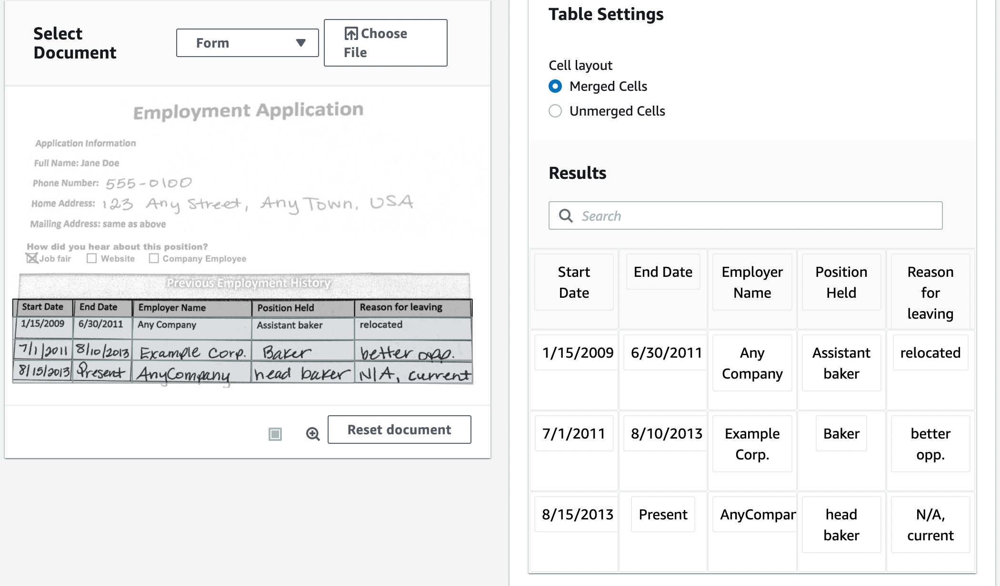 Select
Document
Form
Choose
File
Employment Application
Application Information
Full Name: Jane Doe
Phone Number: 555-0100
Home Address: 123 Any Street, Any Town, USA
Mailing Address: same as above
How did you hear about this position?
Job fair Website Company Employee
Previous Employment History
Start Date End Date Employer Name Position Held Reason for leaving
1/15/2009 6/30/2011 Any Company Assistant baker relocated
7/1/2011 8/10/2013 Example Corp. Baker better opp.
8/15/2013 Present AnyCompany head baker N/A, current
Reset document
Table Settings
Cell layout
Merged Cells
Unmerged Cells
Results
Search
Start Date End Date Employer Name Position Held Reason for leaving
1/15/2009 6/30/2011 Any Company Assistant baker relocated
7/1/2011 8/10/2013 Example Corp. Baker better opp.
8/15/2013 Present AnyCompan head baker N/A, current